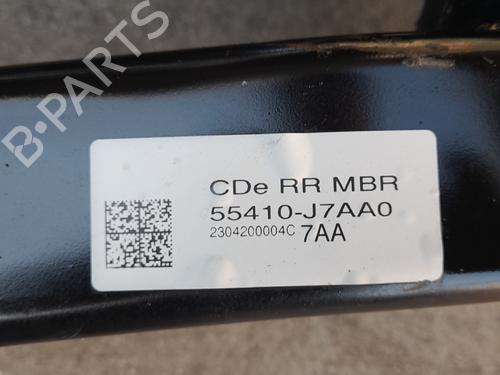 B-PARTS
CDe RR MBR
55410-J7AA0
2304200004C 7AA